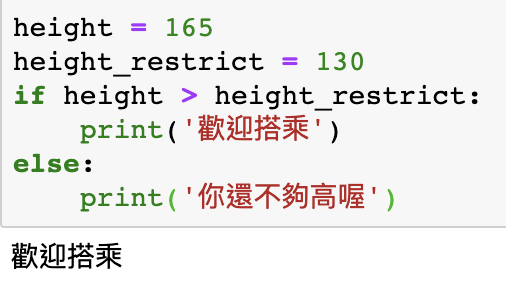 height = 165
height_restrict = 130
if height > height_restrict:
    print('歡迎搭乘')
else:
    print('你還不夠高喔')
歡迎搭乘